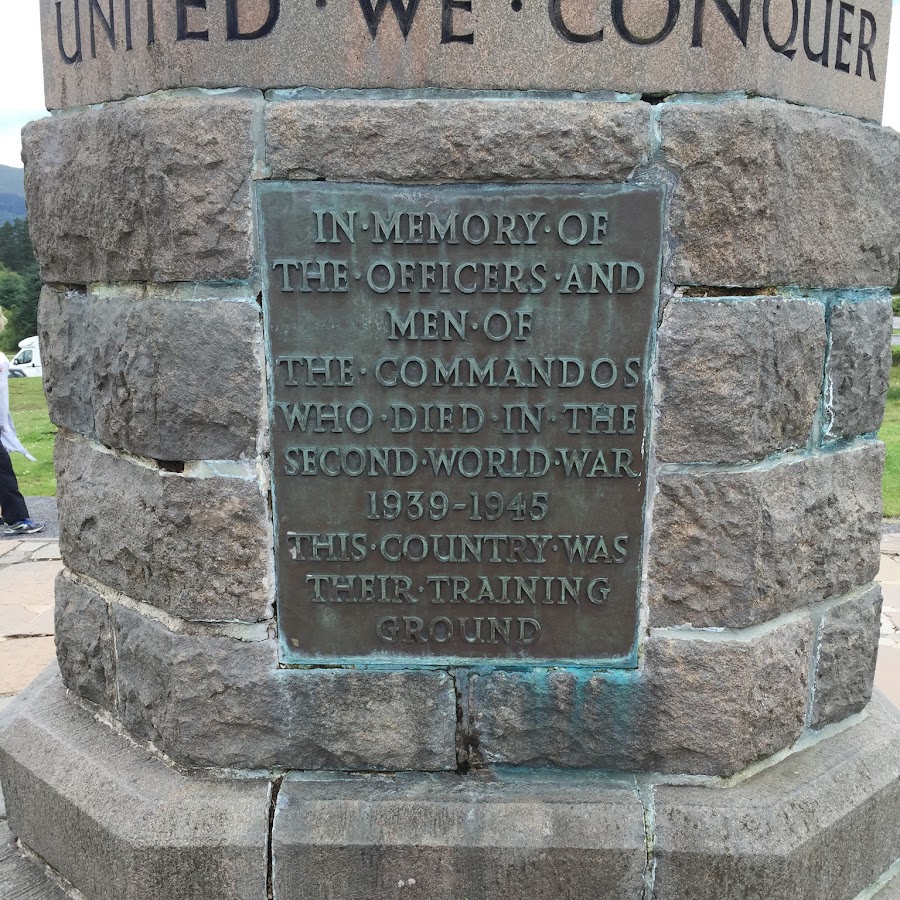 UNITED · WE · CONQUER
IN·MEMORY·OF
THE·OFFICERS·AND
MEN·OF
THE·COMMANDOS
WHO·DIED·IN·THE
SECOND·WORLD·WAR
1939-1945
THIS·COUNTRY·WAS
THEIR·TRAINING
GROUND